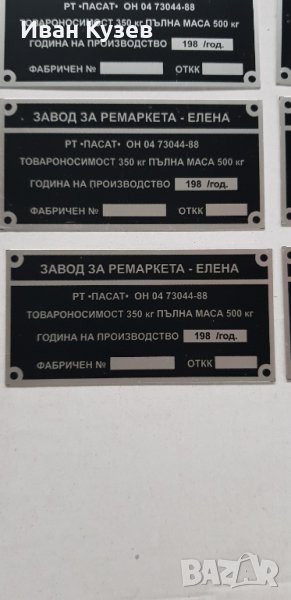 Иван Кузев
РТ •ПАСАТ• ОН 04 73044-88
ТОВАРОНОСИМОСТ 350 кг ПЪЛНА МАСА 500 кг
ГОДИНА НА ПРОИЗВОДСТВО 198 /год.
ФАБРИЧЕН № ОТКК
ЗАВОД ЗА РЕМАРКЕТА - ЕЛЕНА
РТ •ПАСАТ• ОН 04 73044-88
ТОВАРОНОСИМОСТ 350 кг ПЪЛНА МАСА 500 кг
ГОДИНА НА ПРОИЗВОДСТВО 198 /год.
ФАБРИЧЕН № ОТКК
ЗАВОД ЗА РЕМАРКЕТА - ЕЛЕНА
РТ •ПАСАТ• ОН 04 73044-88
ТОВАРОНОСИМОСТ 350 кг ПЪЛНА МАСА 500 кг
ГОДИНА НА ПРОИЗВОДСТВО 198 /год.
ФАБРИЧЕН № ОТКК
BAZAR